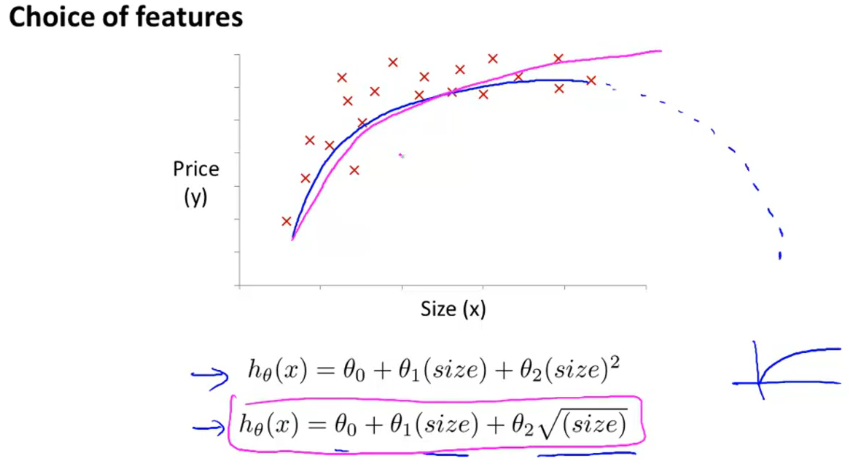 Choice of features
Price
(y)
Size (x)
hθ(x) = θ0 + θ1(size) + θ2(size)²
hθ(x) = θ0 + θ1(size) + θ2√(size)